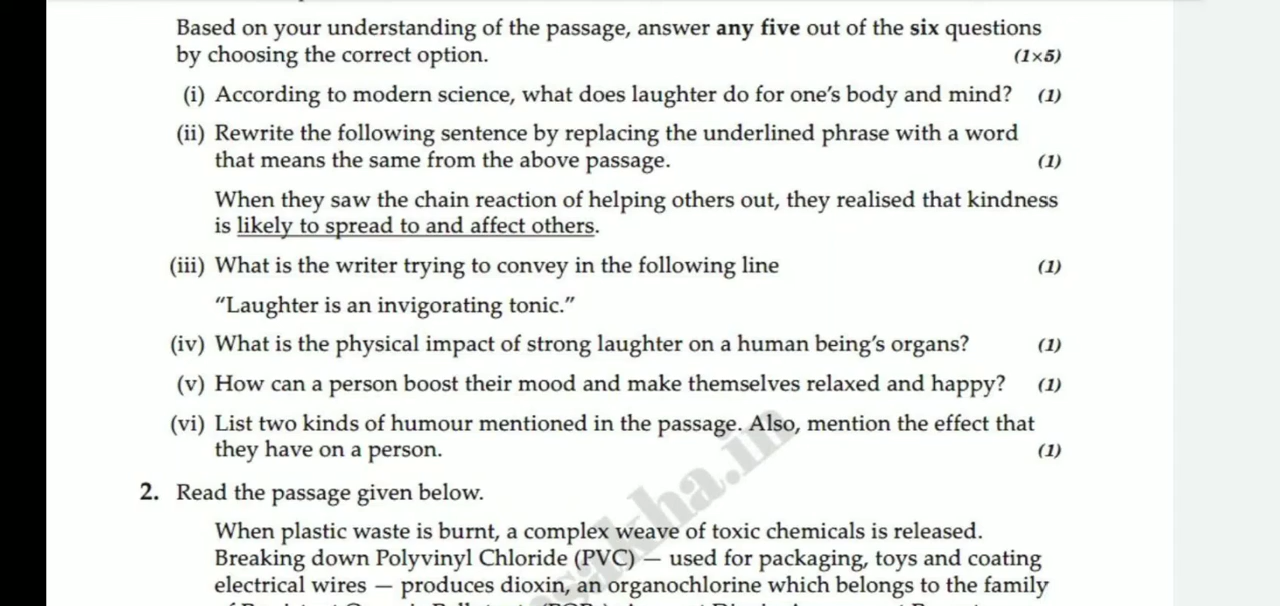 Based on your understanding of the passage, answer any five out of the six questions
by choosing the correct option. (1×5)
(i) According to modern science, what does laughter do for one's body and mind? (1)
(ii) Rewrite the following sentence by replacing the underlined phrase with a word
that means the same from the above passage. (1)
When they saw the chain reaction of helping others out, they realised that kindness
is likely to spread to and affect others.
(iii) What is the writer trying to convey in the following line (1)
"Laughter is an invigorating tonic."
(iv) What is the physical impact of strong laughter on a human being's organs? (1)
(v) How can a person boost their mood and make themselves relaxed and happy? (1)
(vi) List two kinds of humour mentioned in the passage. Also, mention the effect that
they have on a person. (1)
2. Read the passage given below.
When plastic waste is burnt, a complex weave of toxic chemicals is released.
Breaking down Polyvinyl Chloride (PVC) — used for packaging, toys and coating
electrical wires — produces dioxin, an organochlorine which belongs to the family